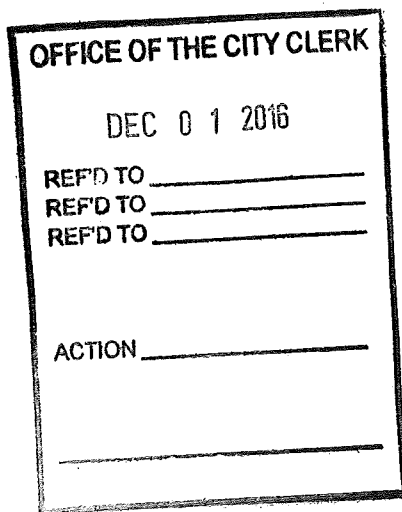 OFFICE OF THE CITY CLERK
DEC 0 1 2016
REF'D TO
REF'D TO
REF'D TO
ACTION